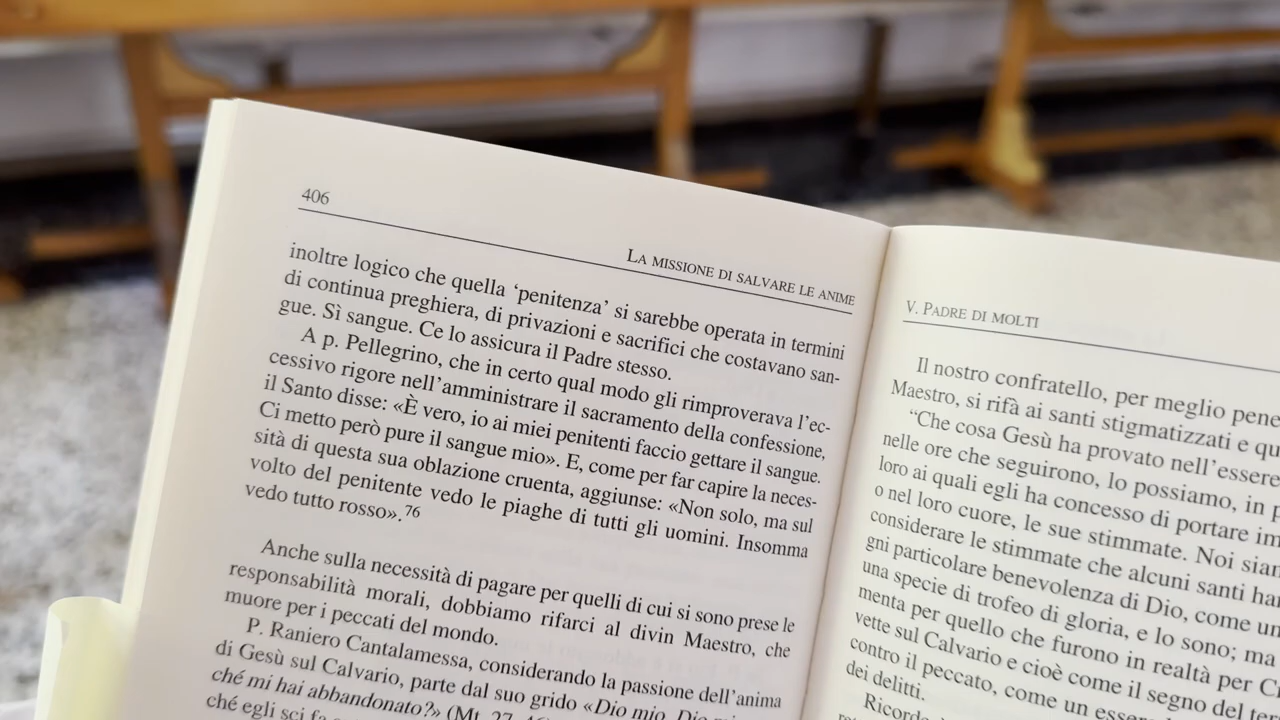 406
LA MISSIONE DI SALVARE LE ANIME
inoltre logico che quella ‘penitenza’ si sarebbe operata in termini
di continua preghiera, di privazioni e sacrifici che costavano san-
gue. Sì sangue. Ce lo assicura il Padre stesso.
A p. Pellegrino, che in certo qual modo gli rimproverava l’ec-
cessivo rigore nell’amministrare il sacramento della confessione,
il Santo disse: «È vero, io ai miei penitenti faccio gettare il sangue.
Ci metto però pure il sangue mio». E, come per far capire la neces-
sità di questa sua oblazione cruenta, aggiunse: «Non solo, ma sul
volto del penitente vedo le piaghe di tutti gli uomini. Insomma
vedo tutto rosso».76
Anche sulla necessità di pagare per quelli di cui si sono prese le
responsabilità morali, dobbiamo rifarci al divin Maestro, che
muore per i peccati del mondo.
P. Raniero Cantalamessa, considerando la passione dell’anima
di Gesù sul Calvario, parte dal suo grido «Dio mio, Dio
ché mi hai abbandonato?» (Mt 27,
ché egli
V. PADRE DI MOLTI
Il nostro confratello, per meglio pene
Maestro, si rifà ai santi stigmatizzati e qu
“Che cosa Gesù ha provato nell’essere
nelle ore che seguirono, lo possiamo, in p
loro ai quali egli ha concesso di portare im
o nel loro cuore, le sue stimmate. Noi sian
considerare le stimmate che alcuni santi han
gni particolare benevolenza di Dio, come un
una specie di trofeo di gloria, e lo sono; ma
menta per quello che furono in realtà per C
vette sul Calvario e cioè come il segno del ter
contro il peccato, come un essere
dei delitti.